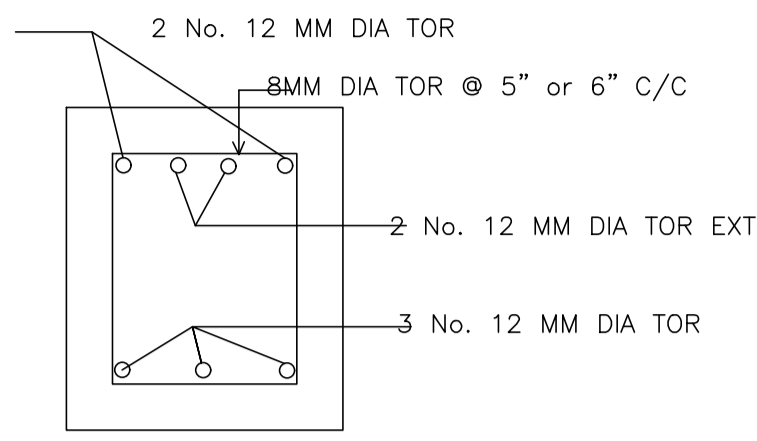 2 No. 12 MM DIA TOR
8MM DIA TOR @ 5” or 6” C/C
2 No. 12 MM DIA TOR EXT
3 No. 12 MM DIA TOR